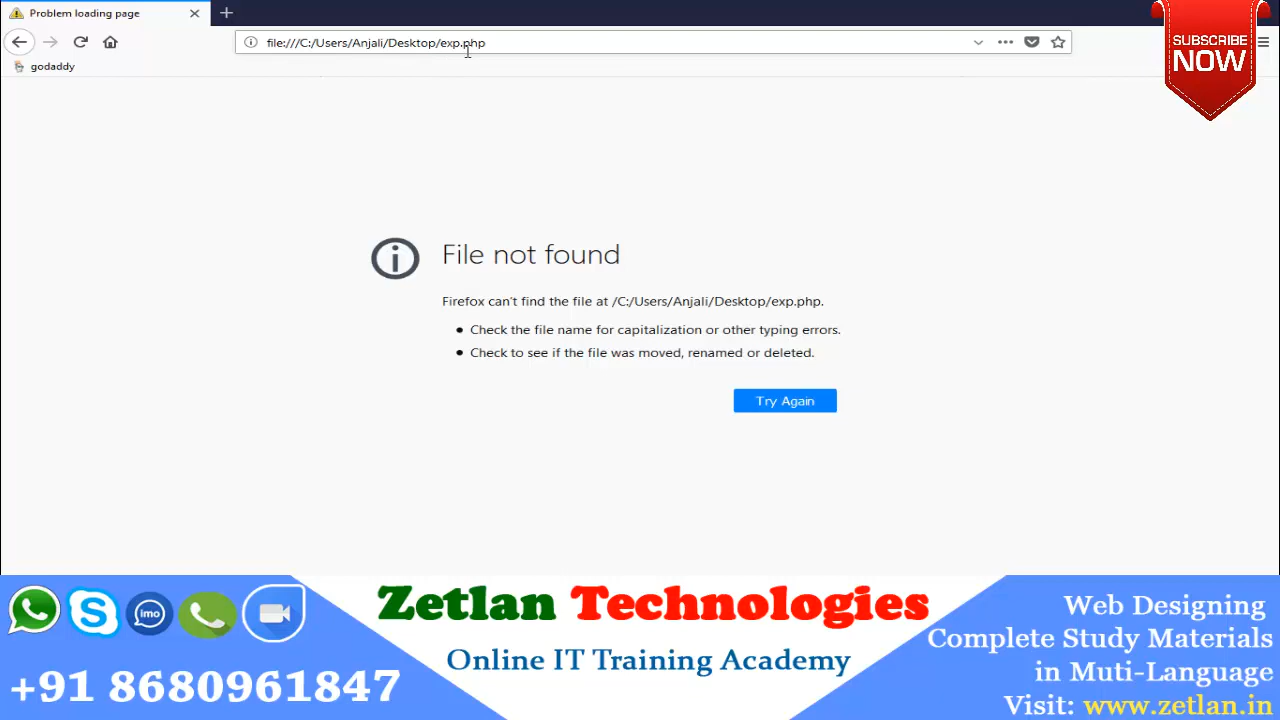 Problem loading page
SUBSCRIBE
NOW
file:///C:/Users/Anjali/Desktop/exp.php
godaddy
File not found
Firefox can't find the file at /C:/Users/Anjali/Desktop/exp.php.
Check the file name for capitalization or other typing errors.
Check to see if the file was moved, renamed or deleted.
Try Again
imo
+91 8680961847
Zetlan Technologies
Online IT Training Academy
Web Designing
Complete Study Materials
in Muti-Language
Visit: www.zetlan.in